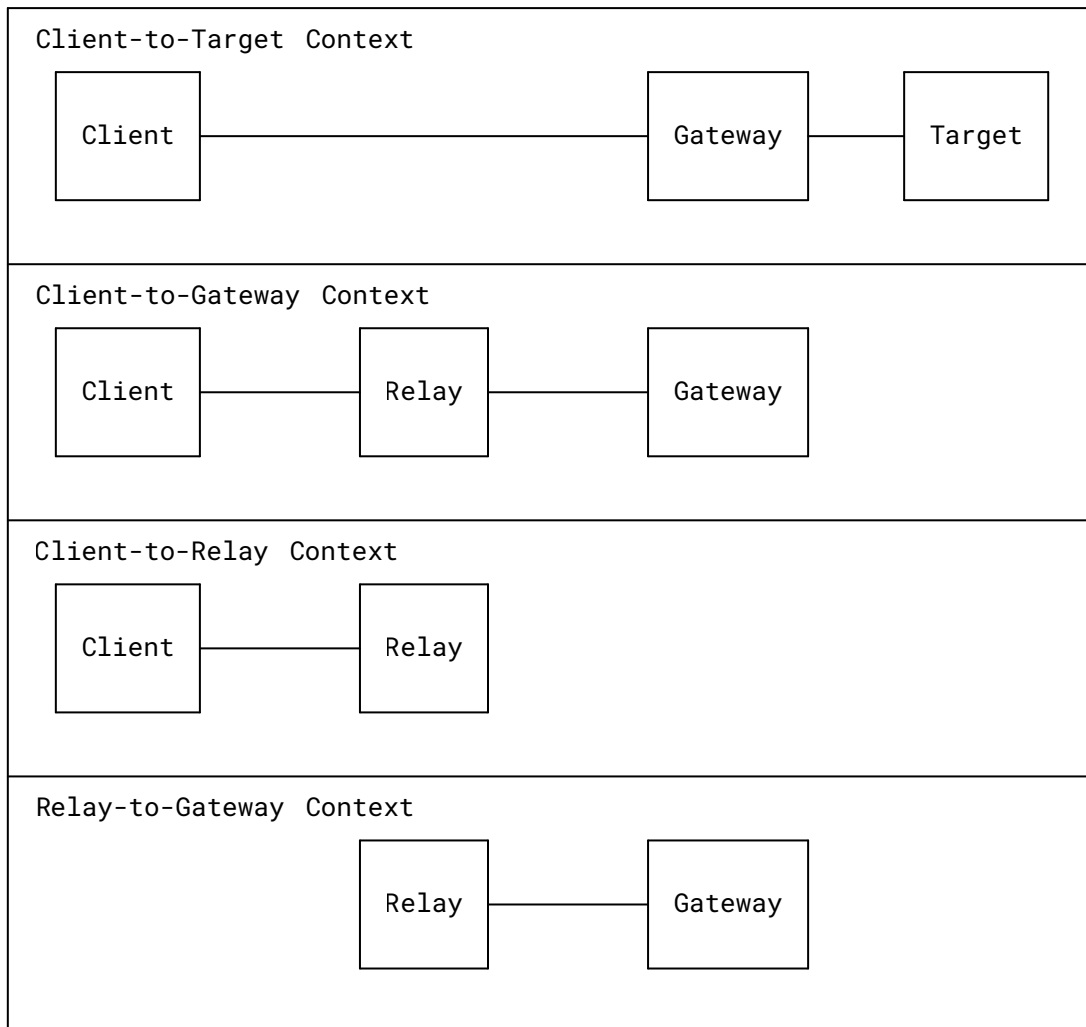 Client-to-Target Context
Client Gateway Target
Client-to-Gateway Context
Client Relay Gateway
Client-to-Relay Context
Client Relay
Relay-to-Gateway Context
Relay Gateway